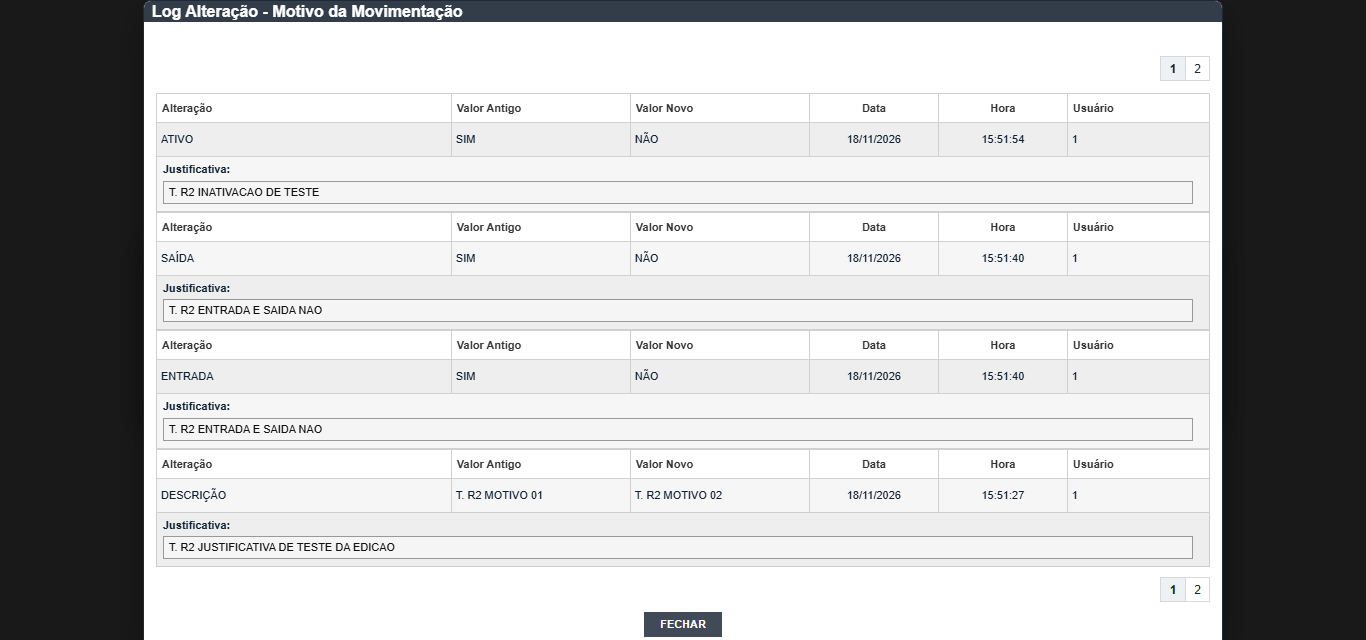 Log Alteração - Motivo da Movimentação
1 2
Alteração Valor Antigo Valor Novo Data Hora Usuário
ATIVO SIM NÃO 18/11/2026 15:51:54 1
Justificativa:
T. R2 INATIVACAO DE TESTE
Alteração Valor Antigo Valor Novo Data Hora Usuário
SAÍDA SIM NÃO 18/11/2026 15:51:40 1
Justificativa:
T. R2 ENTRADA E SAIDA NAO
Alteração Valor Antigo Valor Novo Data Hora Usuário
ENTRADA SIM NÃO 18/11/2026 15:51:40 1
Justificativa:
T. R2 ENTRADA E SAIDA NAO
Alteração Valor Antigo Valor Novo Data Hora Usuário
DESCRIÇÃO T. R2 MOTIVO 01 T. R2 MOTIVO 02 18/11/2026 15:51:27 1
Justificativa:
T. R2 JUSTIFICATIVA DE TESTE DA EDICAO
1 2
FECHAR